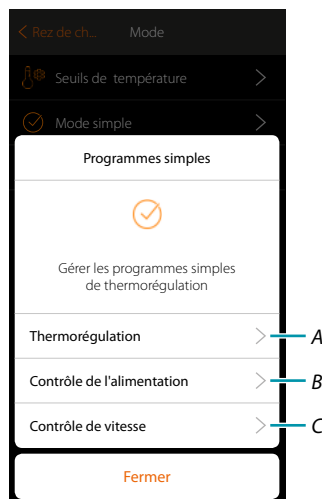 < Rez de ch... Mode
Seuils de température
Mode simple
Programmes simples
Gérer les programmes simples
de thermorégulation
Thermorégulation
A
Contrôle de l'alimentation
B
Contrôle de vitesse
C
Fermer